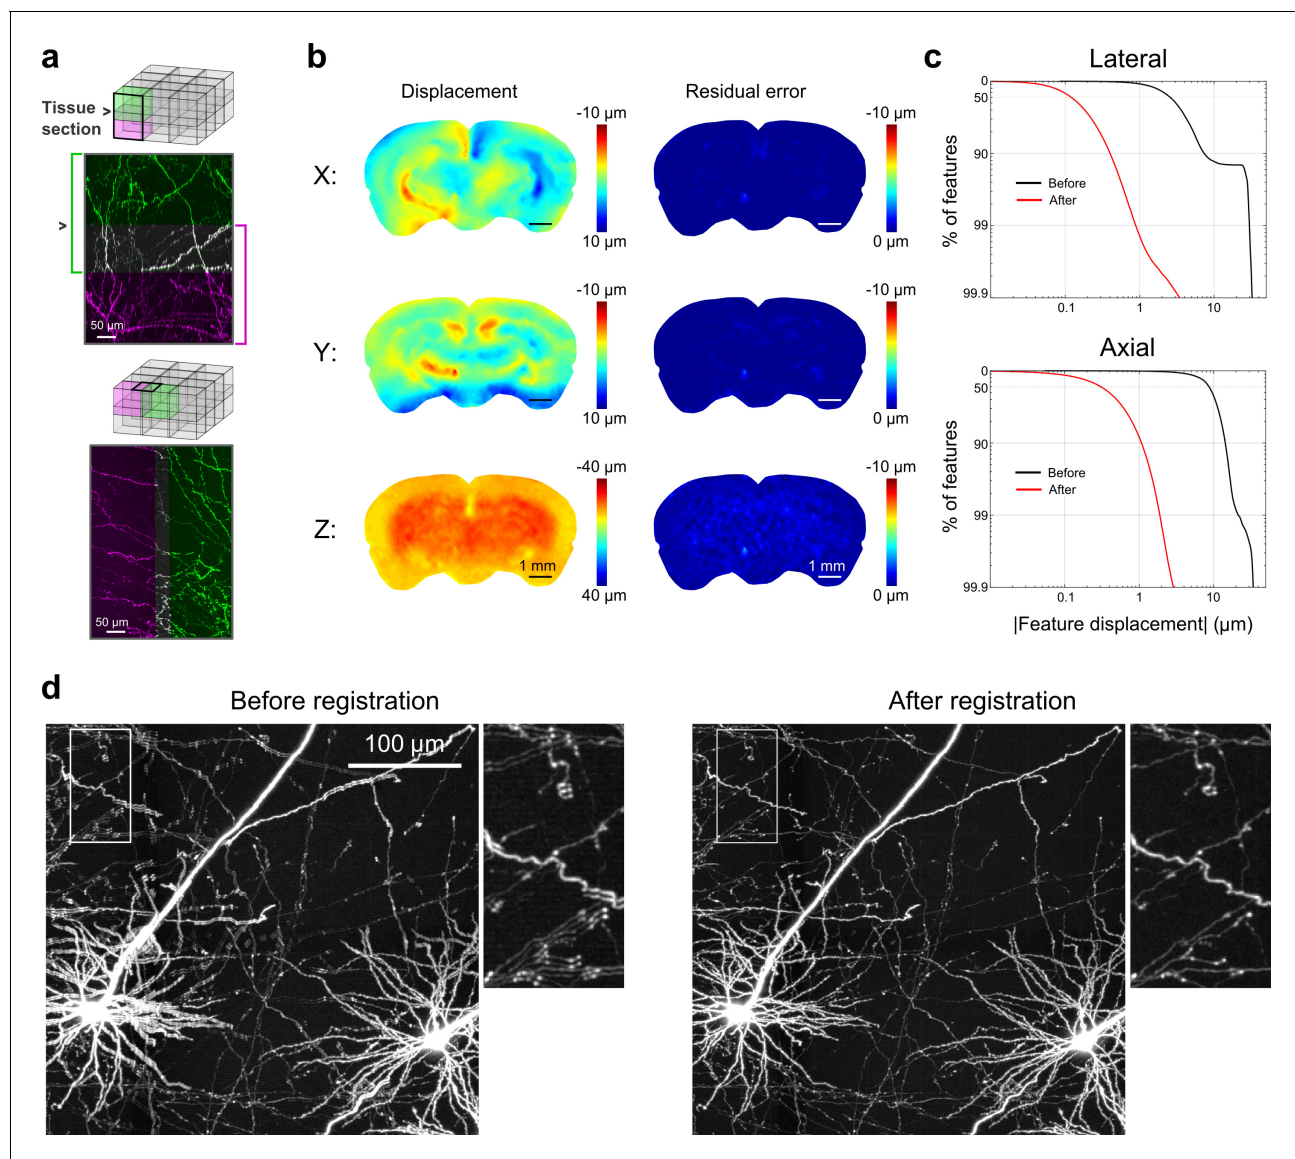 a
Tissue
section
>
>
50 µm
50 µm
b
Displacement
Residual error
X:
-10 µm
10 µm
-10 µm
0 µm
Y:
-10 µm
10 µm
-10 µm
0 µm
Z:
-40 µm
1 mm
40 µm
-10 µm
1 mm
0 µm
c
Lateral
% of features
0
50
90
99
99.9
Before
After
0.1
1
10
Axial
% of features
0
50
90
99
99.9
Before
After
0.1
1
10
|Feature displacement| (µm)
d
Before registration
After registration
100 µm